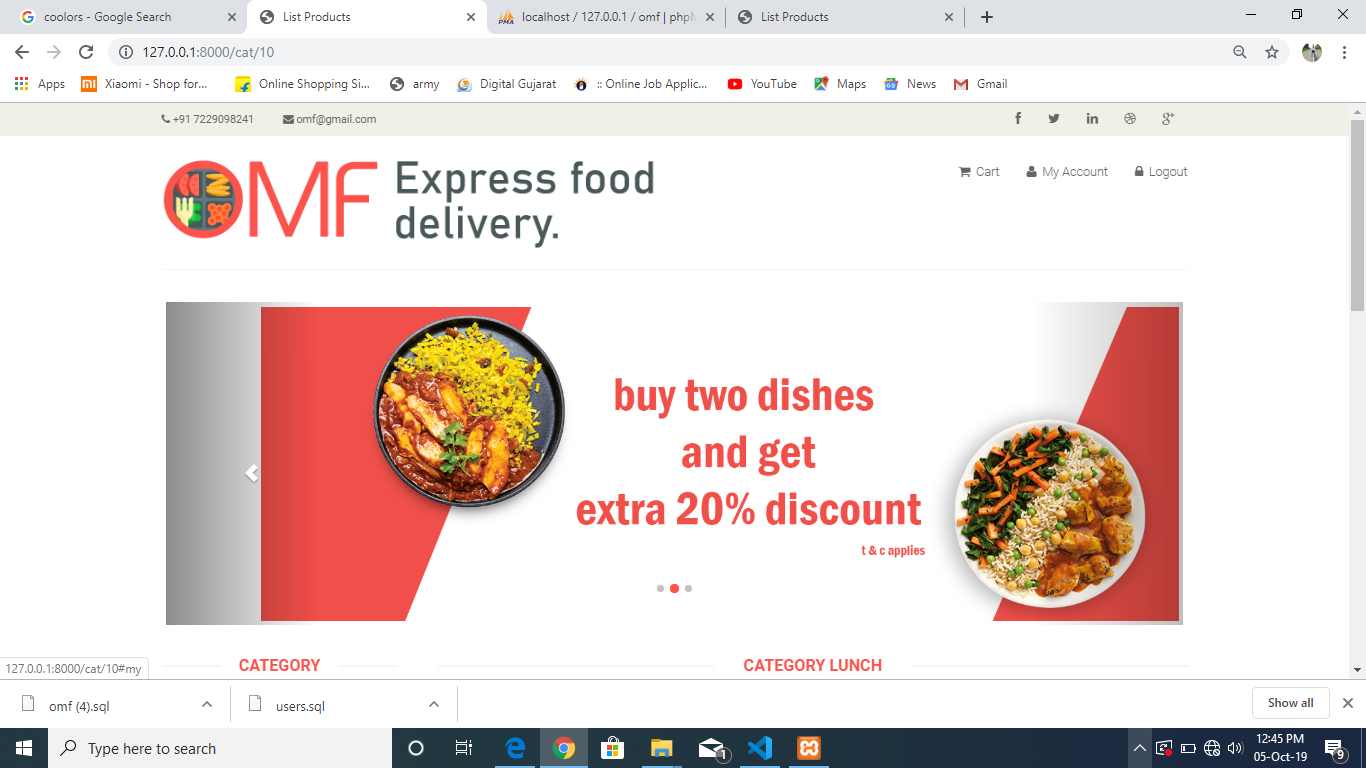 coolors - Google Search
List Products
localhost / 127.0.0.1 / omf | phpM
List Products
127.0.0.1:8000/cat/10
Apps
Xiaomi - Shop for...
Online Shopping Si...
army
Digital Gujarat
:: Online Job Applic...
YouTube
Maps
News
Gmail
+91 7229098241
omf@gmail.com
OMF
Express food
delivery.
Cart
My Account
Logout
buy two dishes
and get
extra 20% discount
t & c applies
CATEGORY
CATEGORY LUNCH
127.0.0.1:8000/cat/10#my
omf (4).sql
users.sql
Show all
Type here to search
1
12:45 PM
05-Oct-19
9